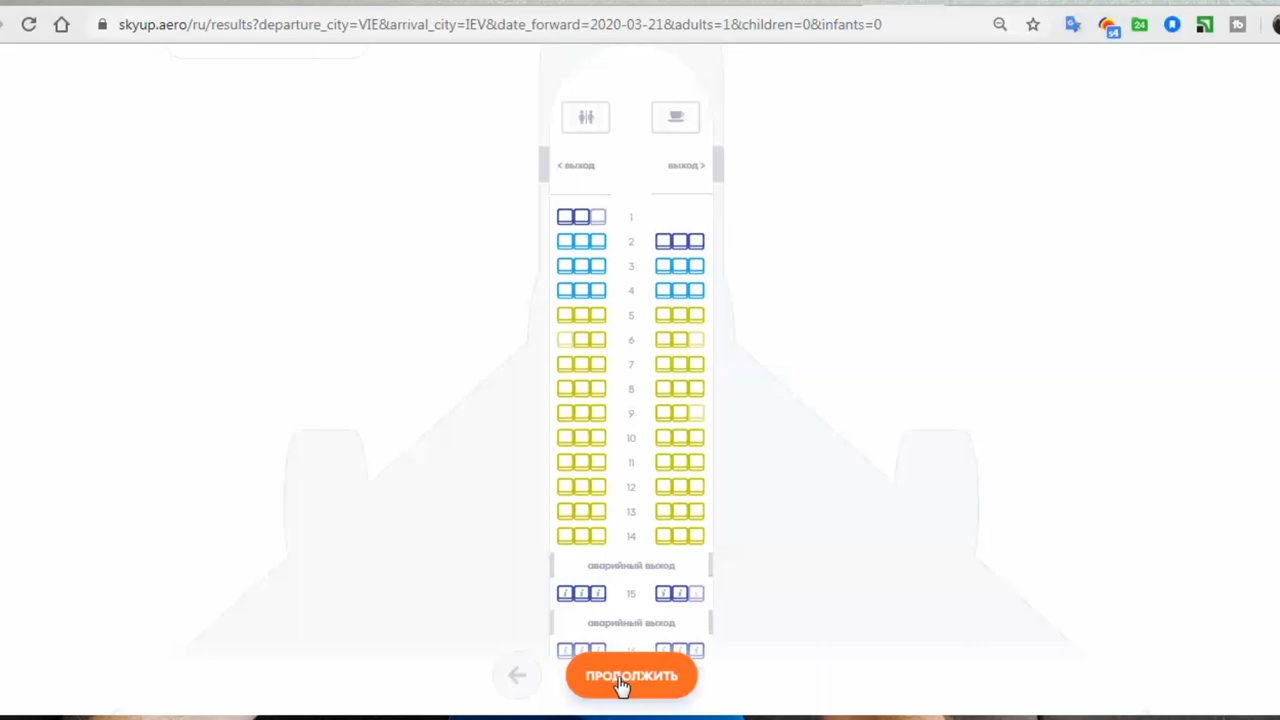 skyup.aero/ru/results?departure_city=VIE&arrival_city=IEV&date_forward=2020-03-21&adults=1&children=0&infants=0
s4
24
< выход выход >
1
2
3
4
5
6
7
8
9
10
11
12
13
14
аварийный выход
i i i 15 i i i
аварийный выход
ПРОДОЛЖИТЬ